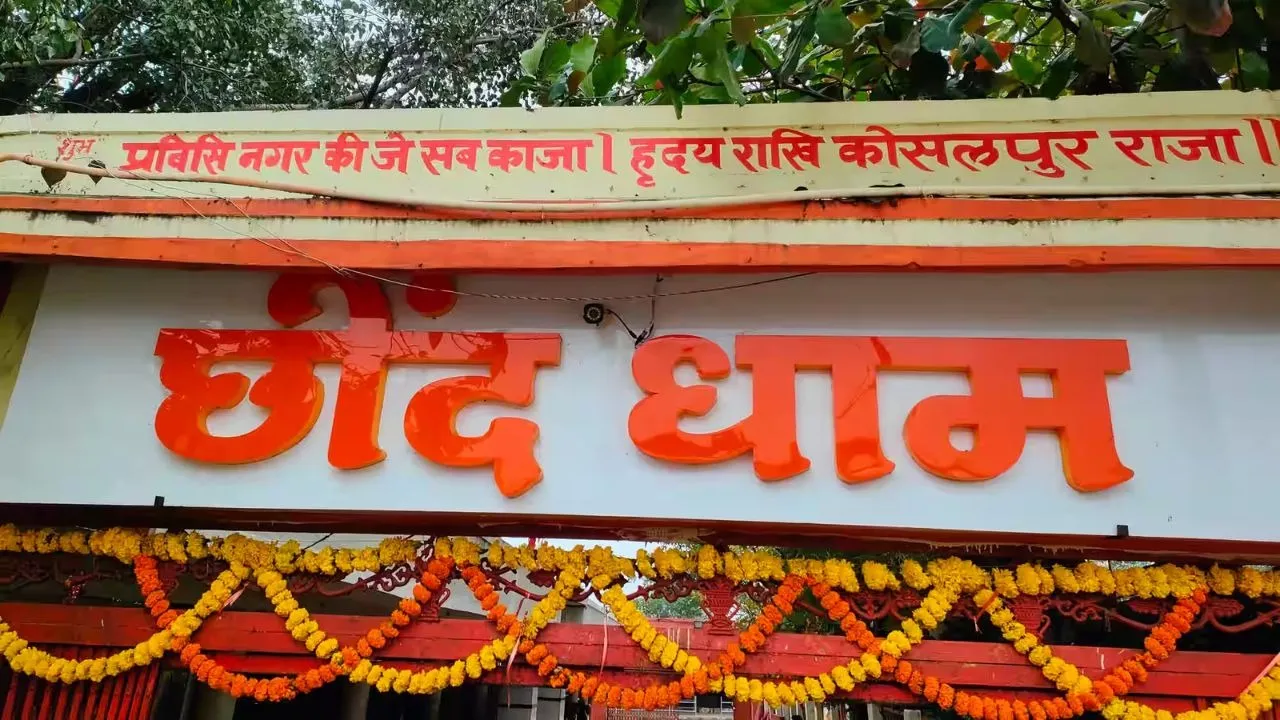 शुभ प्रबिसि नगर की जे सब काजा। हृदय राखि कोसलपुर राजा॥
छींद धाम